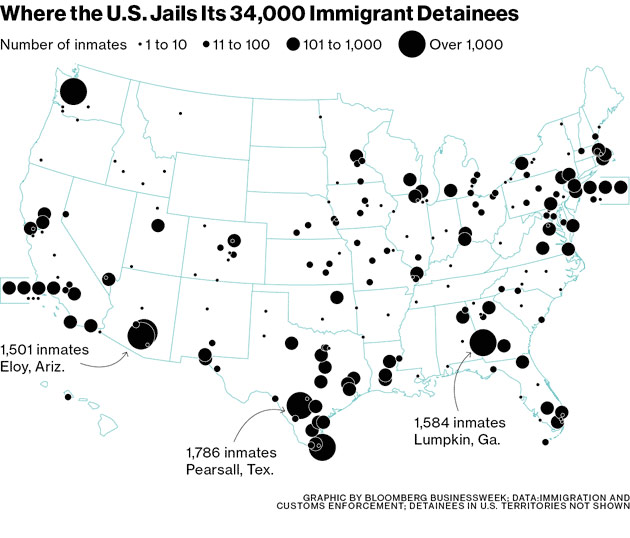 Where the U.S. Jails Its 34,000 Immigrant Detainees
Number of inmates 1 to 10 11 to 100 101 to 1,000 Over 1,000
1,501 inmates
Eloy, Ariz.
1,584 inmates
Lumpkin, Ga.
1,786 inmates
Pearsall, Tex.
GRAPHIC BY BLOOMBERG BUSINESSWEEK; DATA:IMMIGRATION AND
CUSTOMS ENFORCEMENT; DETAINEES IN U.S. TERRITORIES NOT SHOWN